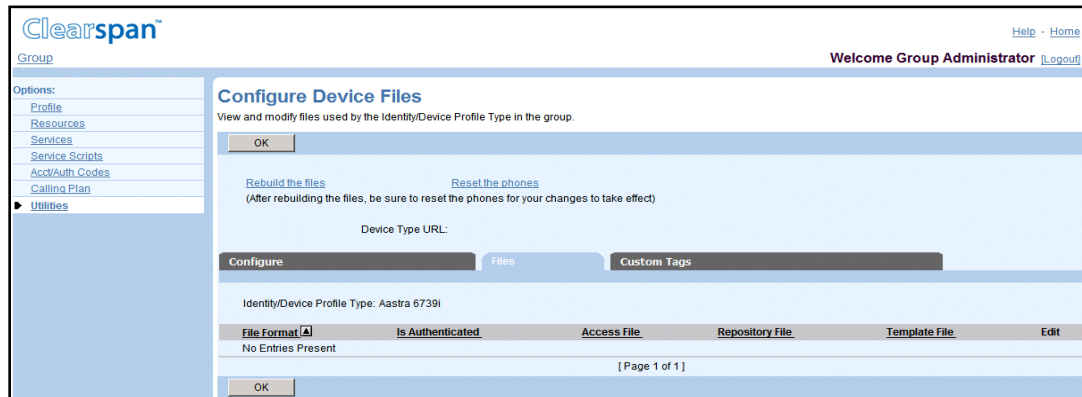 Clearspan™
Help - Home
Group
Welcome Group Administrator [Logout]
Options:
Profile
Resources
Services
Service Scripts
Acct/Auth Codes
Calling Plan
Utilities
Configure Device Files
View and modify files used by the Identity/Device Profile Type in the group.
OK
Rebuild the files Reset the phones
(After rebuilding the files, be sure to reset the phones for your changes to take effect)
Device Type URL:
Configure Files Custom Tags
Identity/Device Profile Type: Aastra 6739i
File Format Is Authenticated Access File Repository File Template File Edit
No Entries Present
[ Page 1 of 1 ]
OK